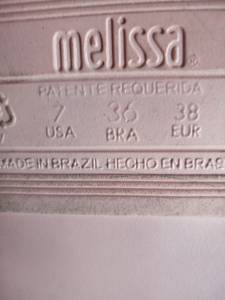 melissa®
PATENTE REQUERIDA
7 36 38
USA BRA EUR
MADE IN BRAZIL-HECHO EN BRAS